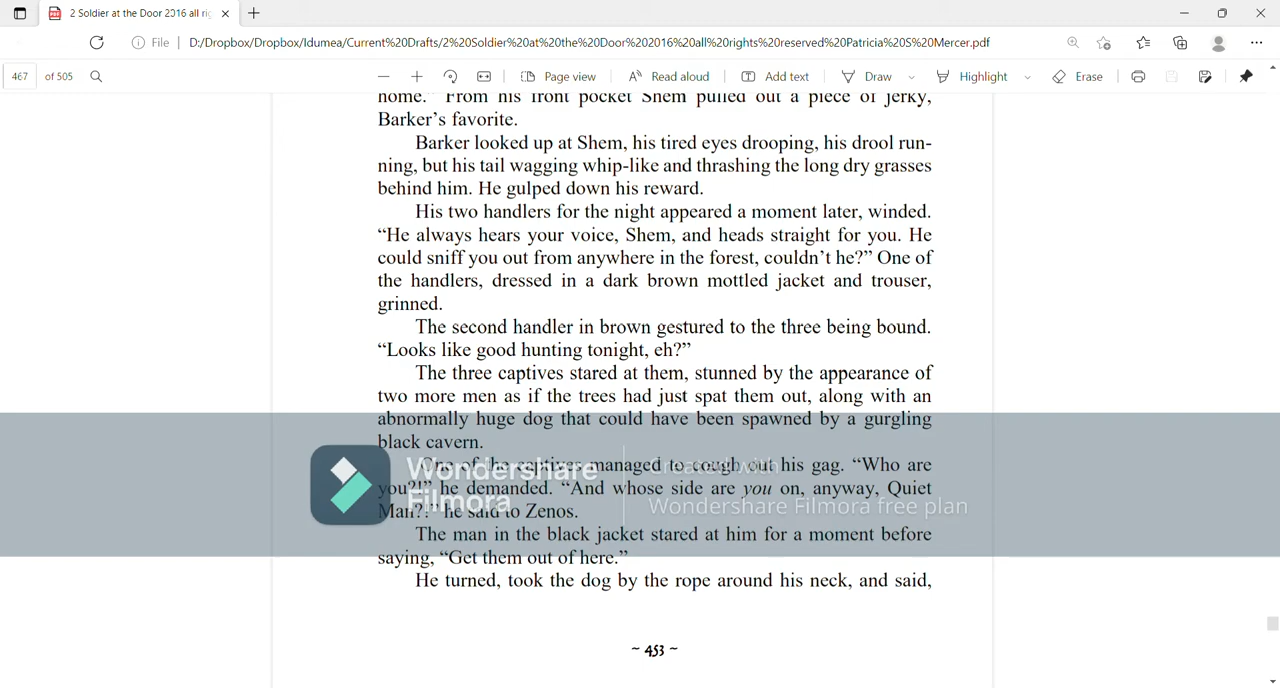 2 Soldier at the Door 2016 all ri
File D:/Dropbox/Dropbox/Idumea/Current%20Drafts/2%20Soldier%20at%20the%20Door%202016%20all%20rights%20reserved%20Patricia%20S%20Mercer.pdf
467 of 505 Page view Read aloud Add text Draw Highlight Erase
home.” From his front pocket Shem pulled out a piece of jerky,
Barker’s favorite.
Barker looked up at Shem, his tired eyes drooping, his drool run-
ning, but his tail wagging whip-like and thrashing the long dry grasses
behind him. He gulped down his reward.
His two handlers for the night appeared a moment later, winded.
“He always hears your voice, Shem, and heads straight for you. He
could sniff you out from anywhere in the forest, couldn’t he?” One of
the handlers, dressed in a dark brown mottled jacket and trouser,
grinned.
The second handler in brown gestured to the three being bound.
“Looks like good hunting tonight, eh?”
The three captives stared at them, stunned by the appearance of
two more men as if the trees had just spat them out, along with an
abnormally huge dog that could have been spawned by a gurgling
black cavern.
One of the captives managed to cough out his gag. “Who are
you?!” he demanded. “And whose side are you on, anyway, Quiet
Man?!” he said to Zenos.
The man in the black jacket stared at him for a moment before
saying, “Get them out of here.”
He turned, took the dog by the rope around his neck, and said,
~ 453 ~
Wondershare
Filmora
Created with
Wondershare Filmora free plan